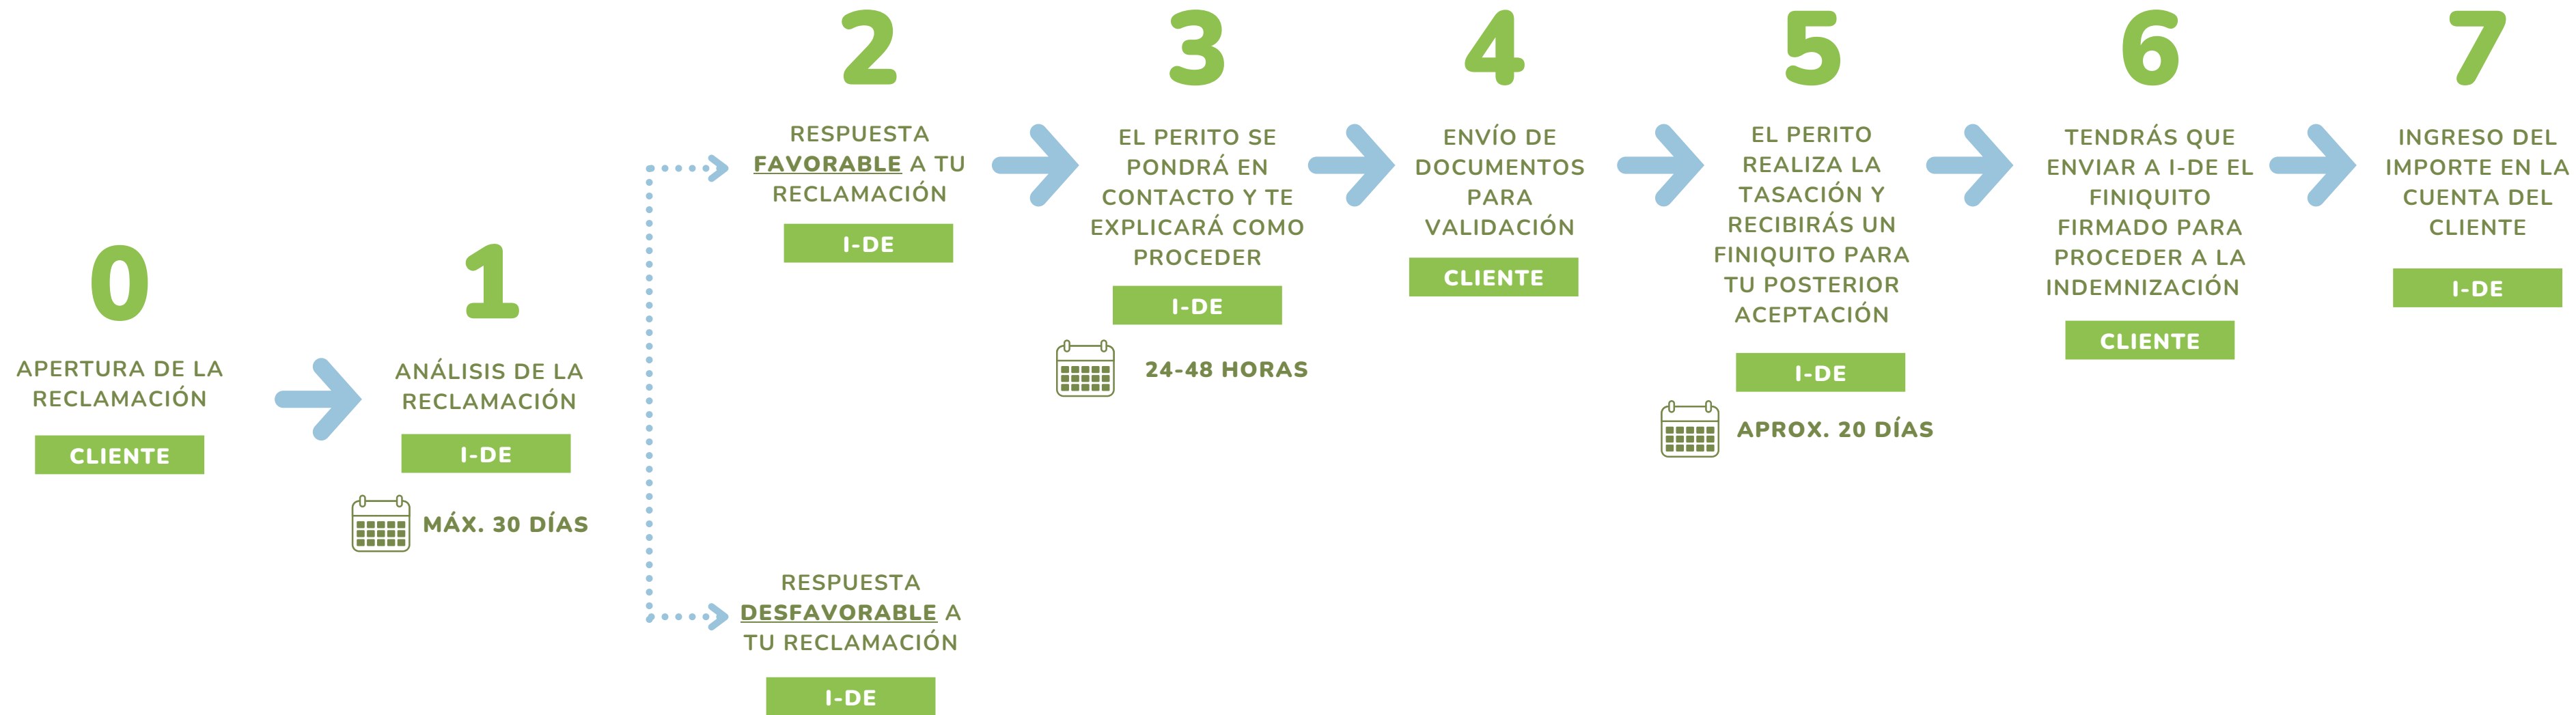 0
APERTURA DE LA
RECLAMACIÓN
CLIENTE
1
ANÁLISIS DE LA
RECLAMACIÓN
I-DE
MÁX. 30 DÍAS
2
RESPUESTA
FAVORABLE A TU
RECLAMACIÓN
I-DE
RESPUESTA
DESFAVORABLE A
TU RECLAMACIÓN
I-DE
3
EL PERITO SE
PONDRÁ EN
CONTACTO Y TE
EXPLICARÁ COMO
PROCEDER
I-DE
24-48 HORAS
4
ENVÍO DE
DOCUMENTOS
PARA
VALIDACIÓN
CLIENTE
5
EL PERITO
REALIZA LA
TASACIÓN Y
RECIBIRÁS UN
FINIQUITO PARA
TU POSTERIOR
ACEPTACIÓN
I-DE
APROX. 20 DÍAS
6
TENDRÁS QUE
ENVIAR A I-DE EL
FINIQUITO
FIRMADO PARA
PROCEDER A LA
INDEMNIZACIÓN
CLIENTE
7
INGRESO DEL
IMPORTE EN LA
CUENTA DEL
CLIENTE
I-DE